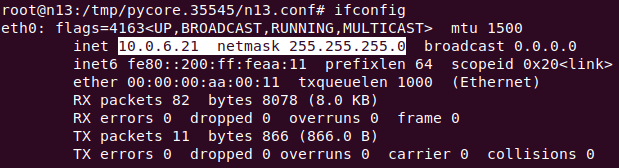 root@n13:/tmp/pycore.35545/n13.conf# ifconfig
eth0: flags=4163<UP,BROADCAST,RUNNING,MULTICAST>  mtu 1500
        inet 10.0.6.21  netmask 255.255.255.0  broadcast 0.0.0.0
        inet6 fe80::200:ff:feaa:11  prefixlen 64  scopeid 0x20<link>
        ether 00:00:00:aa:00:11  txqueuelen 1000  (Ethernet)
        RX packets 82  bytes 8078 (8.0 KB)
        RX errors 0  dropped 0  overruns 0  frame 0
        TX packets 11  bytes 866 (866.0 B)
        TX errors 0  dropped 0 overruns 0  carrier 0  collisions 0